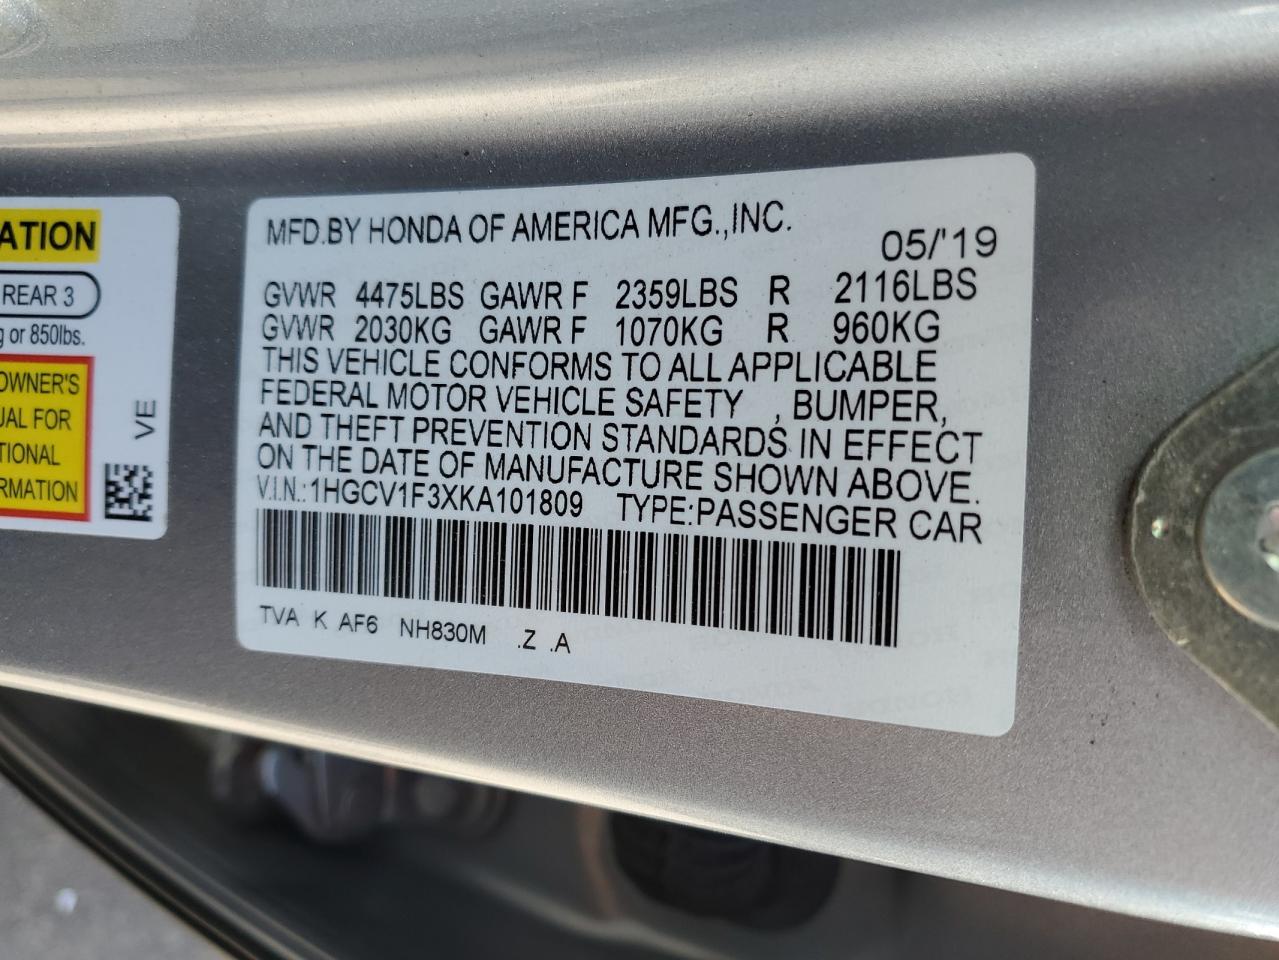 ATION
REAR 3
g or 850lbs.
OWNER'S
UAL FOR
TIONAL
RMATION
VE
MFD.BY HONDA OF AMERICA MFG.,INC.
05/'19
GVWR 4475LBS GAWR F 2359LBS R 2116LBS
GVWR 2030KG GAWR F 1070KG R 960KG
THIS VEHICLE CONFORMS TO ALL APPLICABLE
FEDERAL MOTOR VEHICLE SAFETY , BUMPER,
AND THEFT PREVENTION STANDARDS IN EFFECT
ON THE DATE OF MANUFACTURE SHOWN ABOVE.
V.I.N.:1HGCV1F3XKA101809 TYPE:PASSENGER CAR
TVA K AF6 NH830M .Z .A